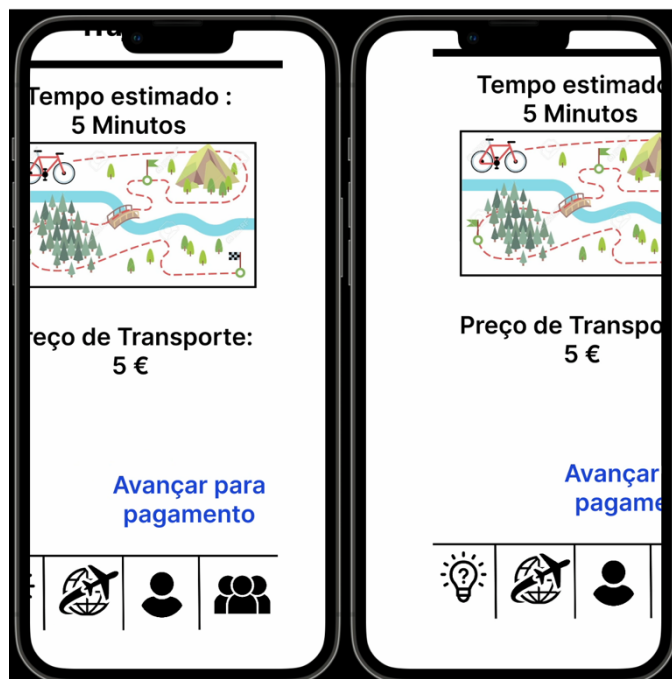 Tempo estimado :
5 Minutos
reço de Transporte:
5 €
Avançar para
pagamento
Tempo estimado
5 Minutos
Preço de Transpo
5 €
Avançar
pagame
?